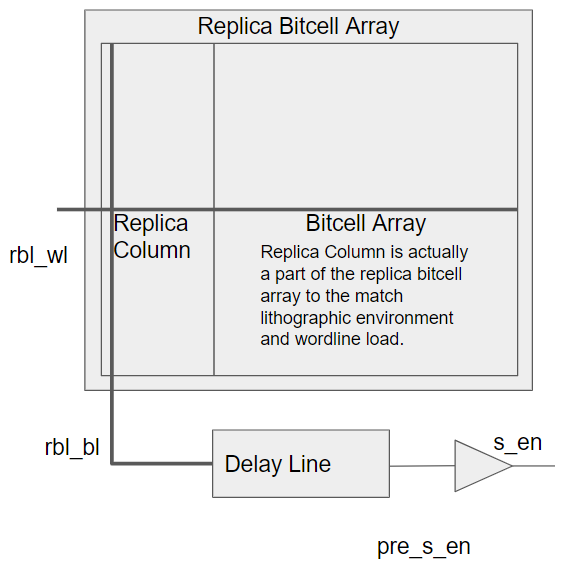 Replica Bitcell Array
Replica
Column
Bitcell Array
Replica Column is actually
a part of the replica bitcell
array to the match
lithographic environment
and wordline load.
rbl_wl
rbl_bl
Delay Line
s_en
pre_s_en